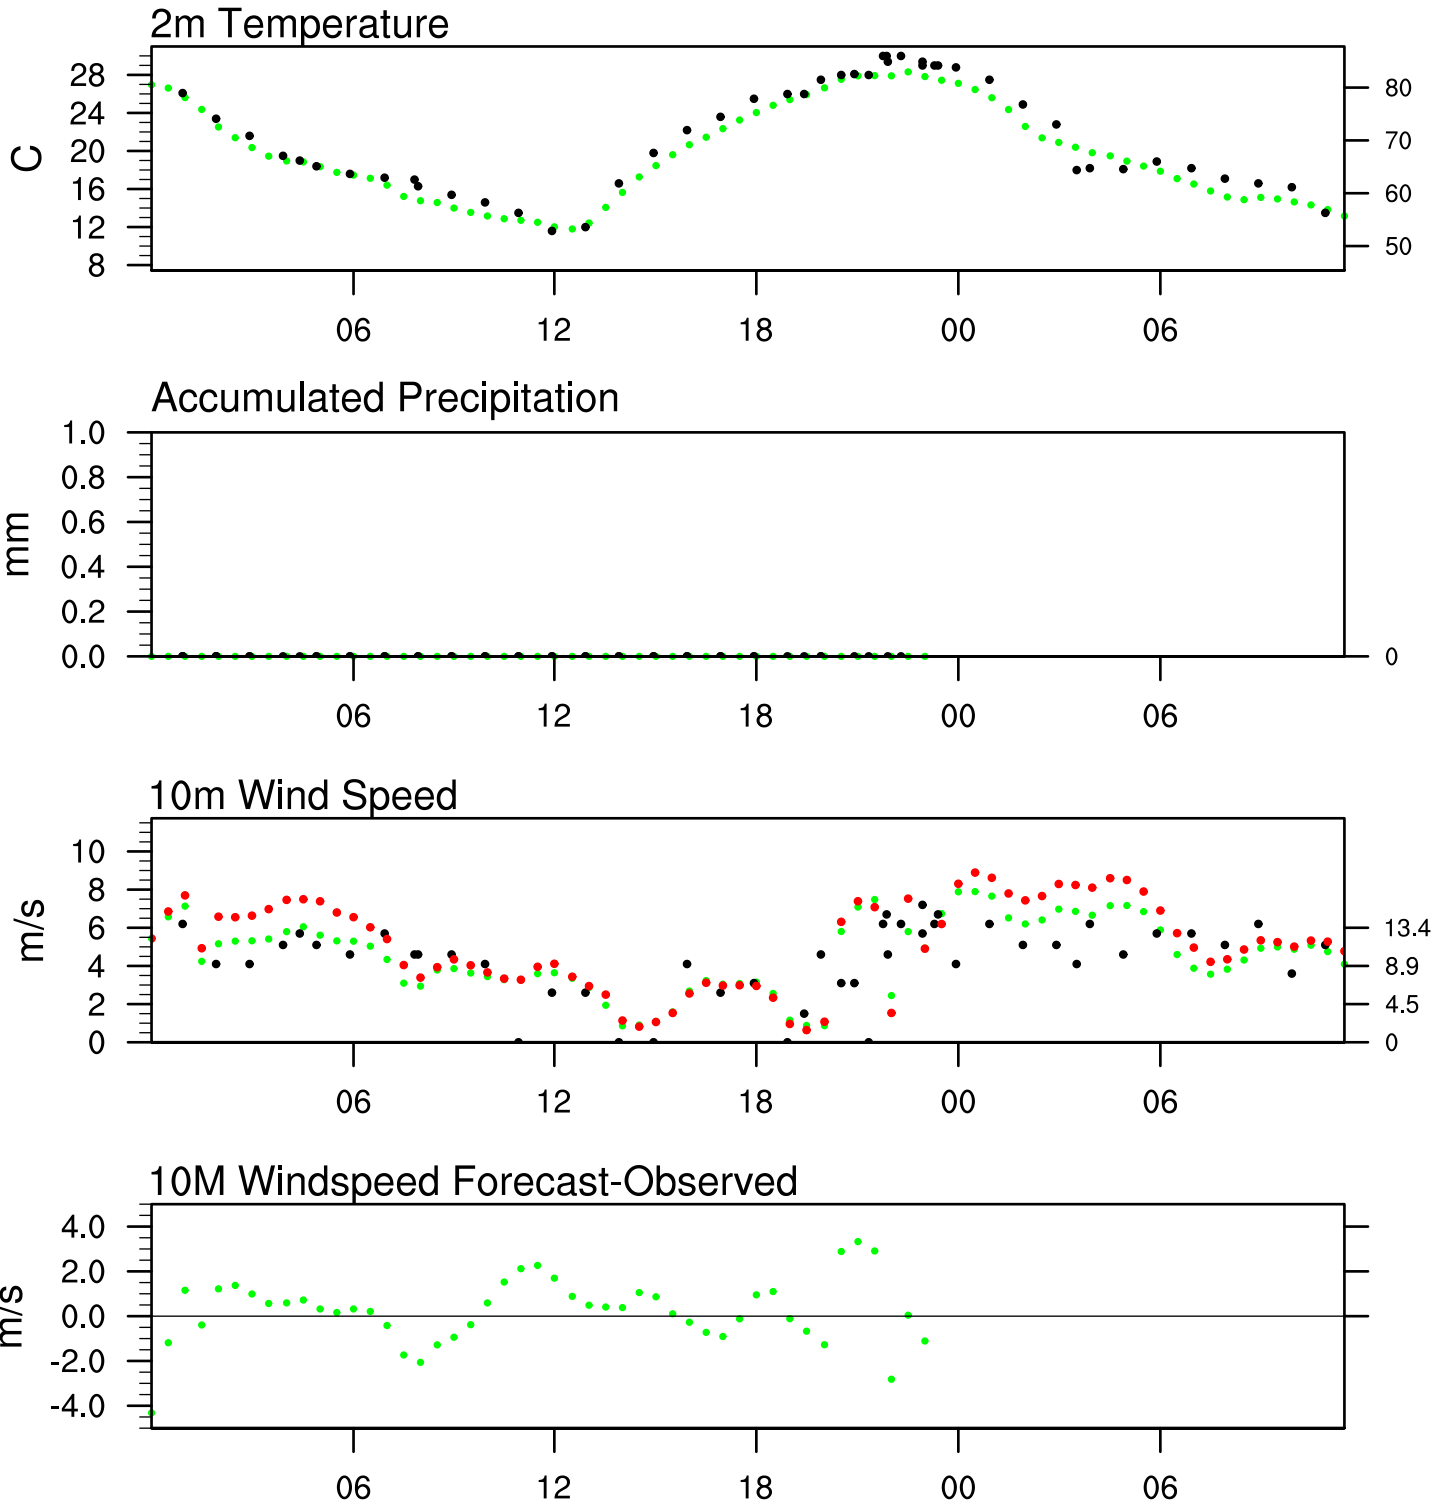 2m Temperature
C
28
24
20
16
12
8
80
70
60
50
06 12 18 00 06
Accumulated Precipitation
mm
1.0
0.8
0.6
0.4
0.2
0.0
0
06 12 18 00 06
10m Wind Speed
m/s
10
8
6
4
2
0
13.4
8.9
4.5
0
06 12 18 00 06
10M Windspeed Forecast-Observed
m/s
4.0
2.0
0.0
-2.0
-4.0
06 12 18 00 06